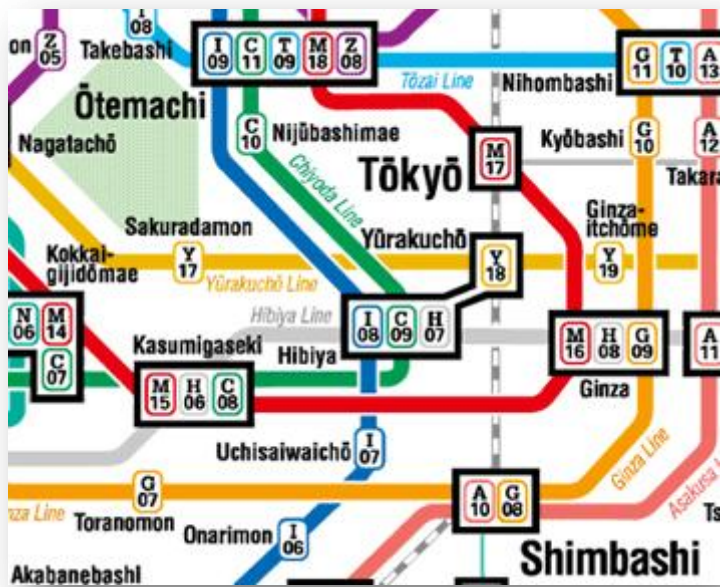 on
Z
05
I
08
Takebashi
I
09
C
11
T
09
M
18
Z
08
Ōtemachi
Tōzai Line
Nihombashi
G
11
T
10
A
13
Nagatachō
C
10
Nijūbashimae
Chiyoda Line
Tōkyō
M
17
Kyōbashi
G
10
A
12
Takara
Sakuradamon
Y
17
Yūrakuchō Line
Yūrakuchō
Y
18
Ginza-
itchōme
Y
19
Kokkai-
gijidōmae
N
06
M
14
C
07
Hibiya Line
Hibiya
I
08
C
09
H
07
Kasumigaseki
M
15
H
06
C
08
M
16
H
08
G
09
Ginza
A
11
Uchisaiwaichō
I
07
Ginza Line
Asakusa L
G
07
nza Line
Toranomon
Onarimon
I
06
A
10
G
08
Shimbashi
Ts
Akabanebashi